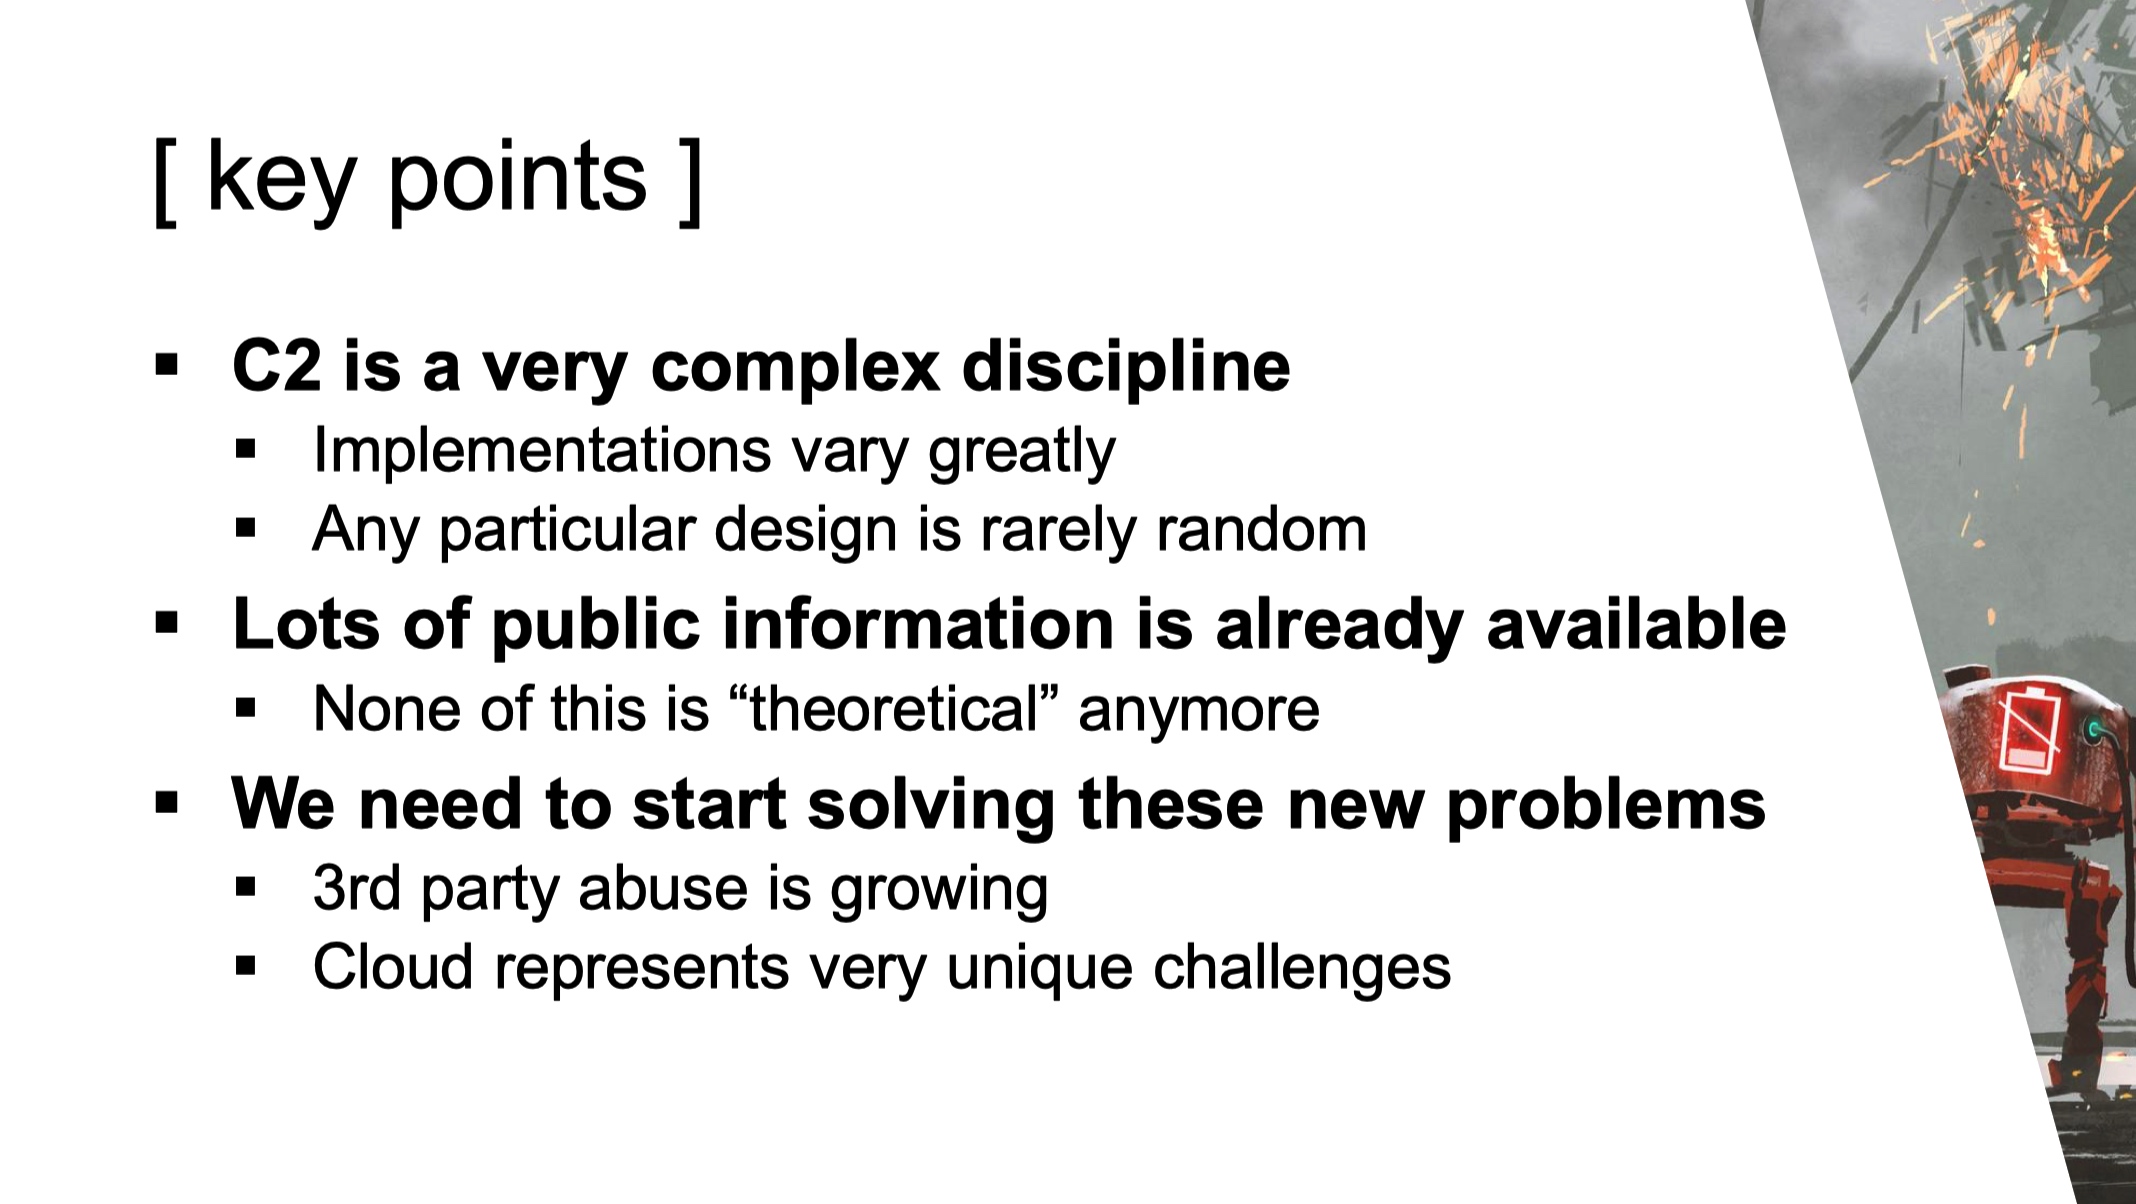 [ key points ]
▪ C2 is a very complex discipline
▪ Implementations vary greatly
▪ Any particular design is rarely random
▪ Lots of public information is already available
▪ None of this is “theoretical” anymore
▪ We need to start solving these new problems
▪ 3rd party abuse is growing
▪ Cloud represents very unique challenges